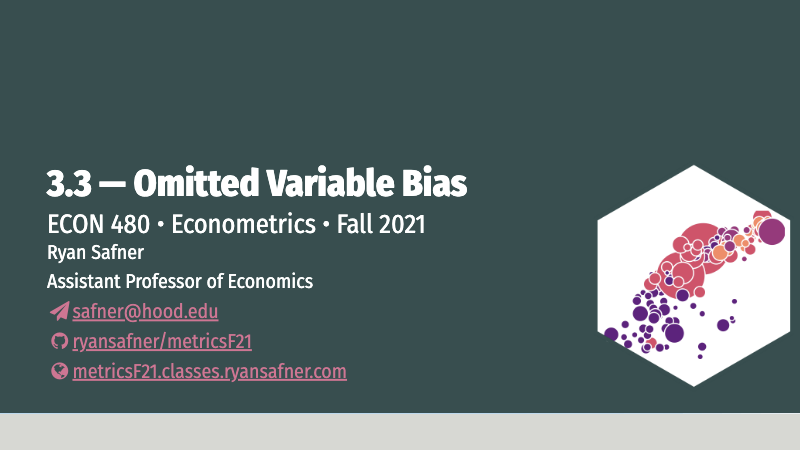 3.3 — Omitted Variable Bias
ECON 480 • Econometrics • Fall 2021
Ryan Safner
Assistant Professor of Economics
safner@hood.edu
ryansafner/metricsF21
metricsF21.classes.ryansafner.com